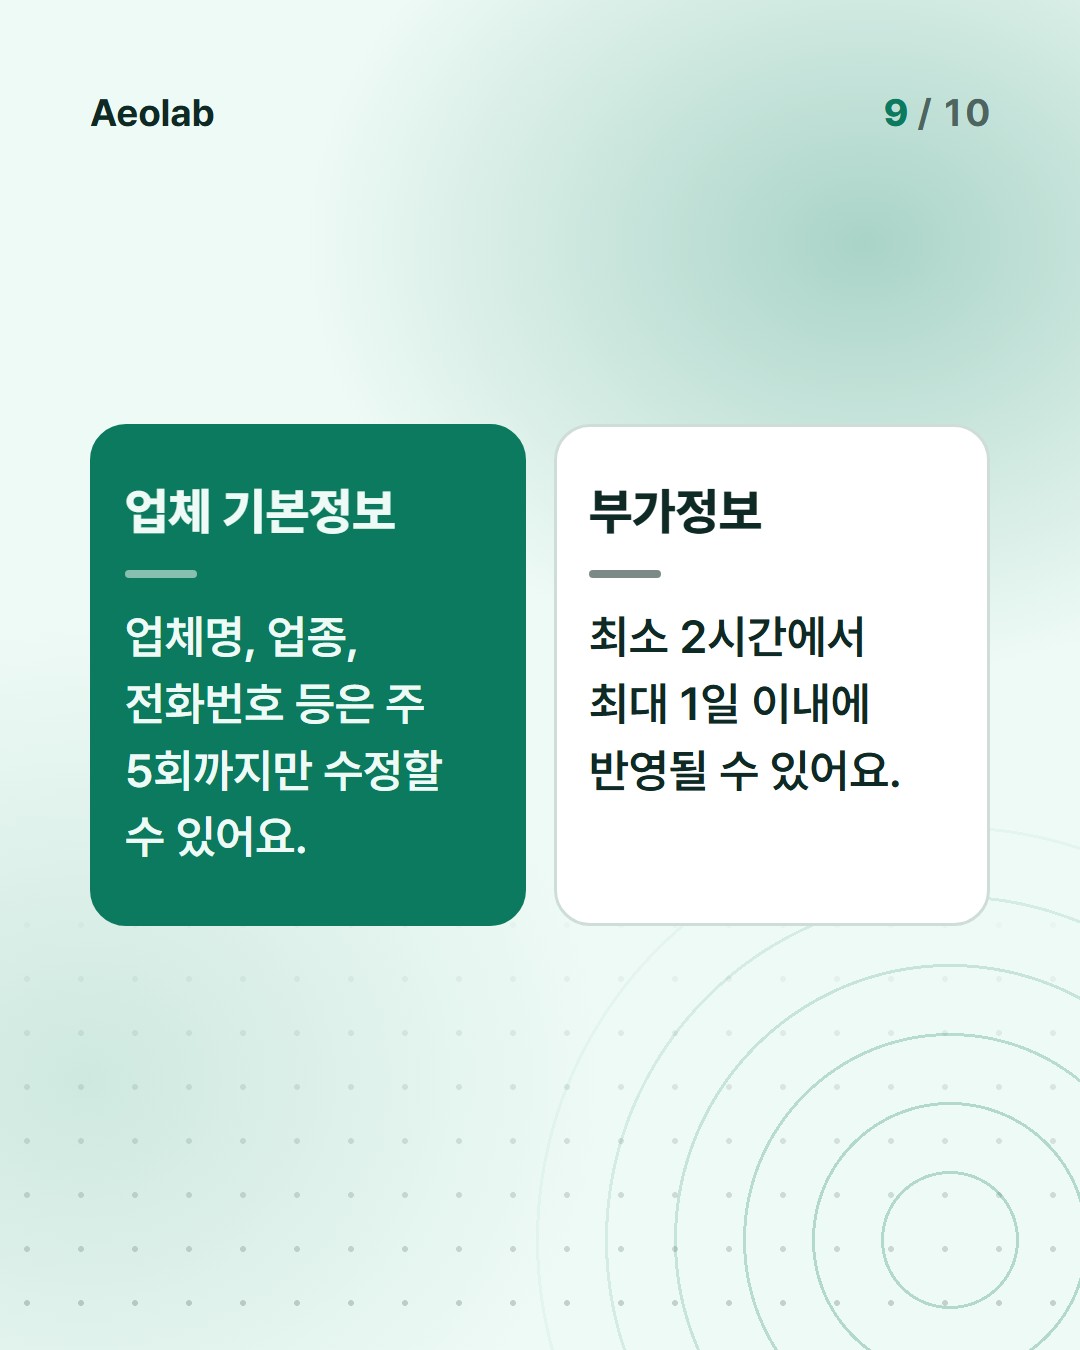 Aeolab
9 / 10
업체 기본정보
업체명, 업종,
전화번호 등은 주
5회까지만 수정할
수 있어요.
부가정보
최소 2시간에서
최대 1일 이내에
반영될 수 있어요.